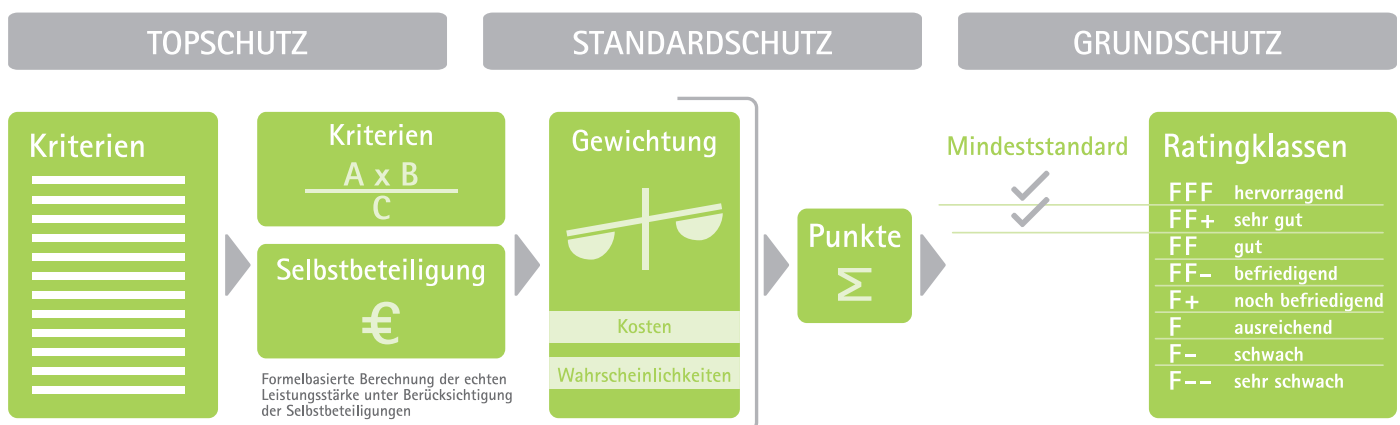 TOPSCHUTZ
STANDARDSCHUTZ
GRUNDSCHUTZ
Kriterien
Kriterien
A x B
C
Selbstbeteiligung
€
Formelbasierte Berechnung der echten
Leistungsstärke unter Berücksichtigung
der Selbstbeteiligungen
Gewichtung
Kosten
Wahrscheinlichkeiten
Punkte
Σ
Mindeststandard
Ratingklassen
FFF hervorragend
FF+ sehr gut
FF gut
FF- befriedigend
F+ noch befriedigend
F ausreichend
F- schwach
F-- sehr schwach